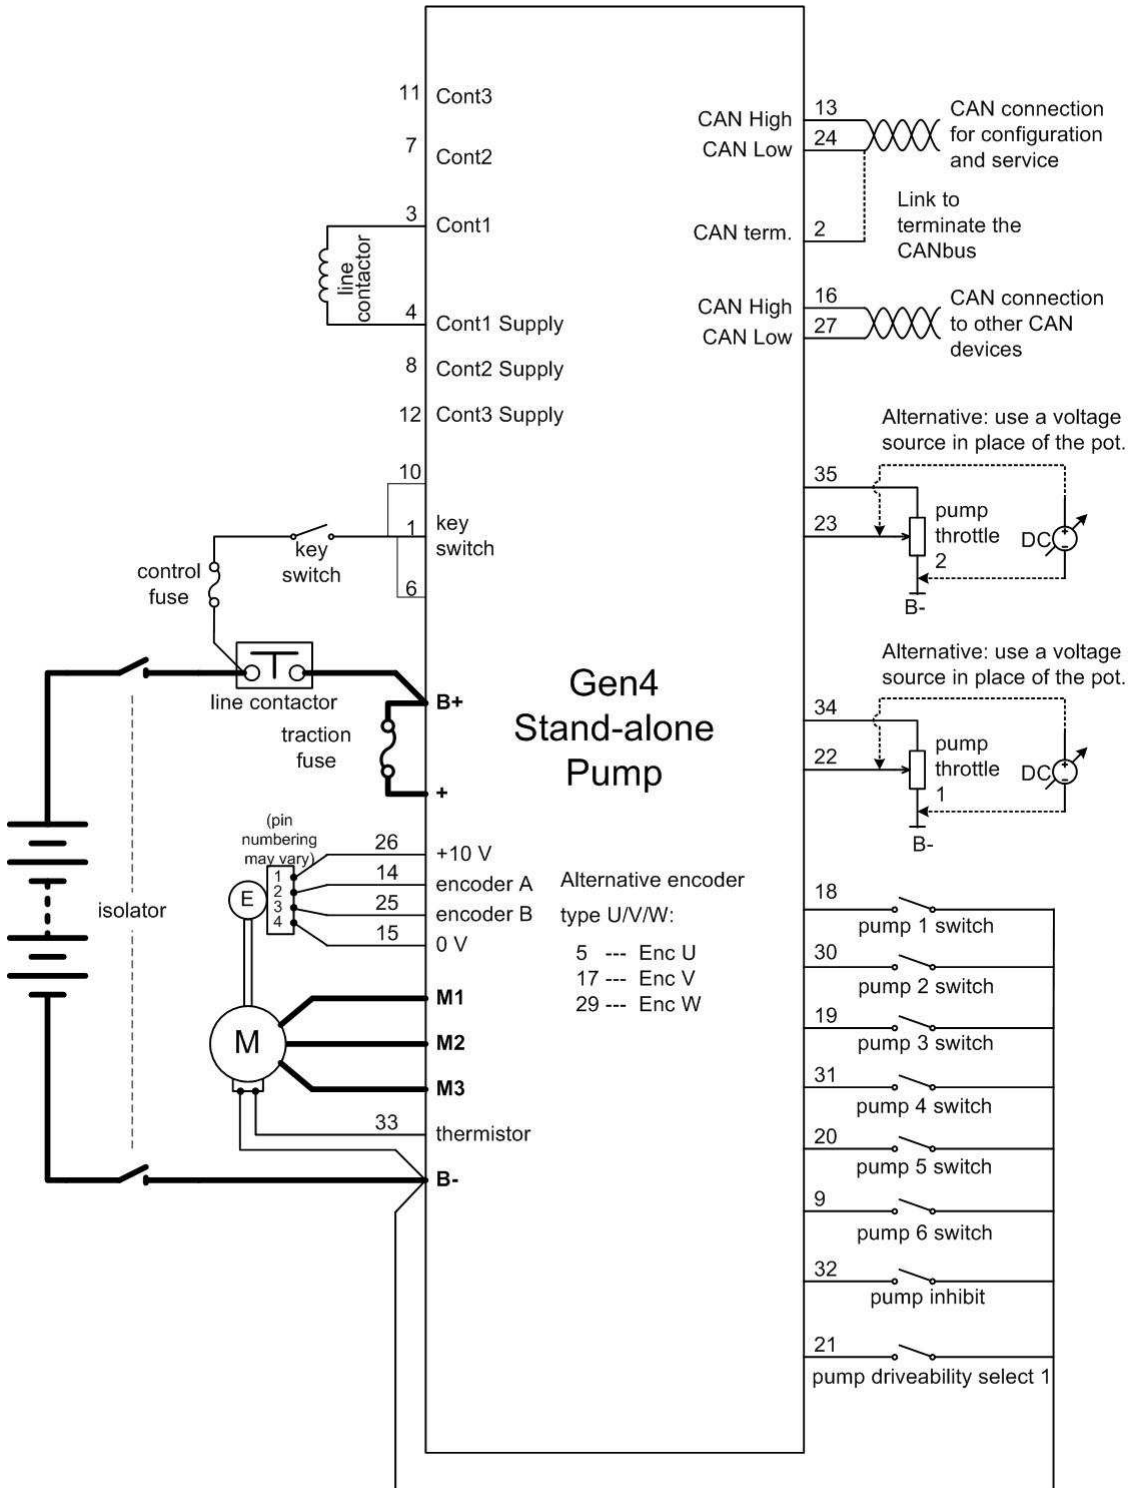 11 Cont3
7 Cont2
3 Cont1
line
contactor
4 Cont1 Supply
8 Cont2 Supply
12 Cont3 Supply
10
1 key
switch
6
key
switch
control
fuse
line contactor
B+
traction
fuse
+
isolator
(pin
numbering
may vary)
1
2
3
4
E
26 +10 V
14 encoder A
25 encoder B
15 0 V
M
M1
M2
M3
33 thermistor
B-
Gen4
Stand-alone
Pump
Alternative encoder
type U/V/W:
5 --- Enc U
17 --- Enc V
29 --- Enc W
CAN High 13
CAN Low 24
CAN connection
for configuration
and service
CAN term. 2
Link to
terminate the
CANbus
CAN High 16
CAN Low 27
CAN connection
to other CAN
devices
Alternative: use a voltage
source in place of the pot.
35
23
pump
throttle
2
DC
+
-
B-
Alternative: use a voltage
source in place of the pot.
34
22
pump
throttle
1
DC
+
-
B-
18
pump 1 switch
30
pump 2 switch
19
pump 3 switch
31
pump 4 switch
20
pump 5 switch
9
pump 6 switch
32
pump inhibit
21
pump driveability select 1